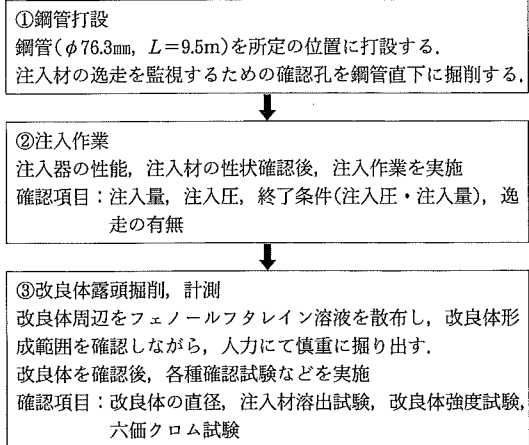 ①鋼管打設
鋼管(φ76.3㎜, L=9.5m)を所定の位置に打設する.
注入材の逸走を監視するための確認孔を鋼管直下に掘削する.
②注入作業
注入器の性能, 注入材の性状確認後, 注入作業を実施
確認項目：注入量, 注入圧, 終了条件(注入圧・注入量), 逸
走の有無
③改良体露頭掘削, 計測
改良体周辺をフェノールフタレイン溶液を散布し, 改良体形
成範囲を確認しながら, 人力にて慎重に掘り出す.
改良体を確認後, 各種確認試験などを実施
確認項目：改良体の直径, 注入材溶出試験, 改良体強度試験,
六価クロム試験